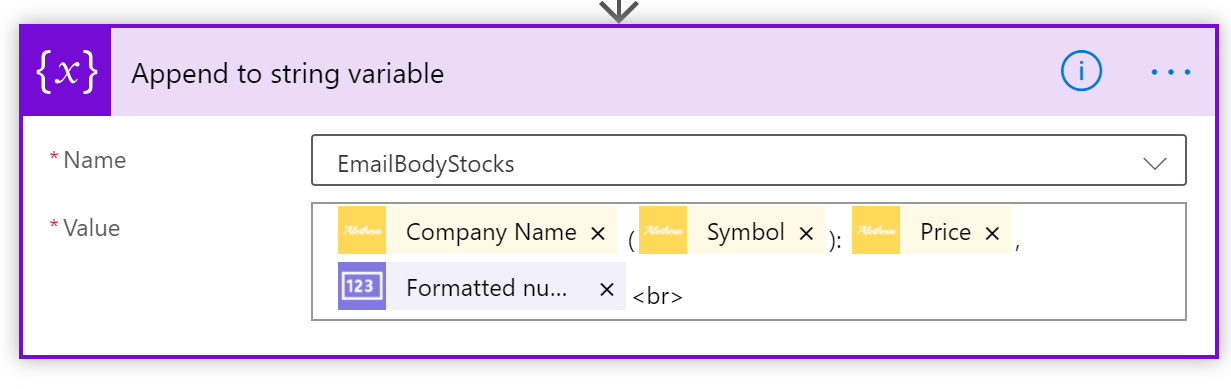 {x} Append to string variable i ...
* Name EmailBodyStocks
* Value Company Name × ( Symbol × ): Price × ,
123 Formatted nu... × <br>